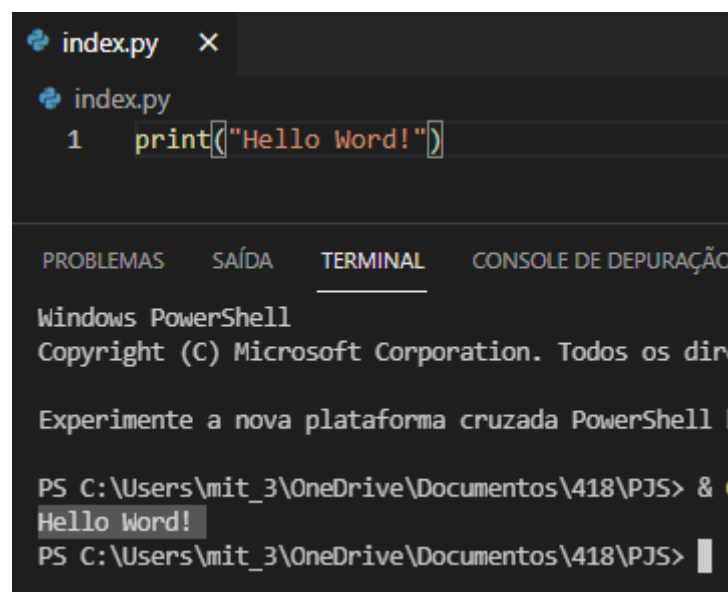 index.py
index.py
1 print("Hello Word!")
PROBLEMAS SAÍDA TERMINAL CONSOLE DE DEPURAÇÃO
Windows PowerShell
Copyright (C) Microsoft Corporation. Todos os
Experimente a nova plataforma cruzada PowerShell
PS C:\Users\mit_3\OneDrive\Documentos\418\PJS> &
Hello Word!
PS C:\Users\mit_3\OneDrive\Documentos\418\PJS>